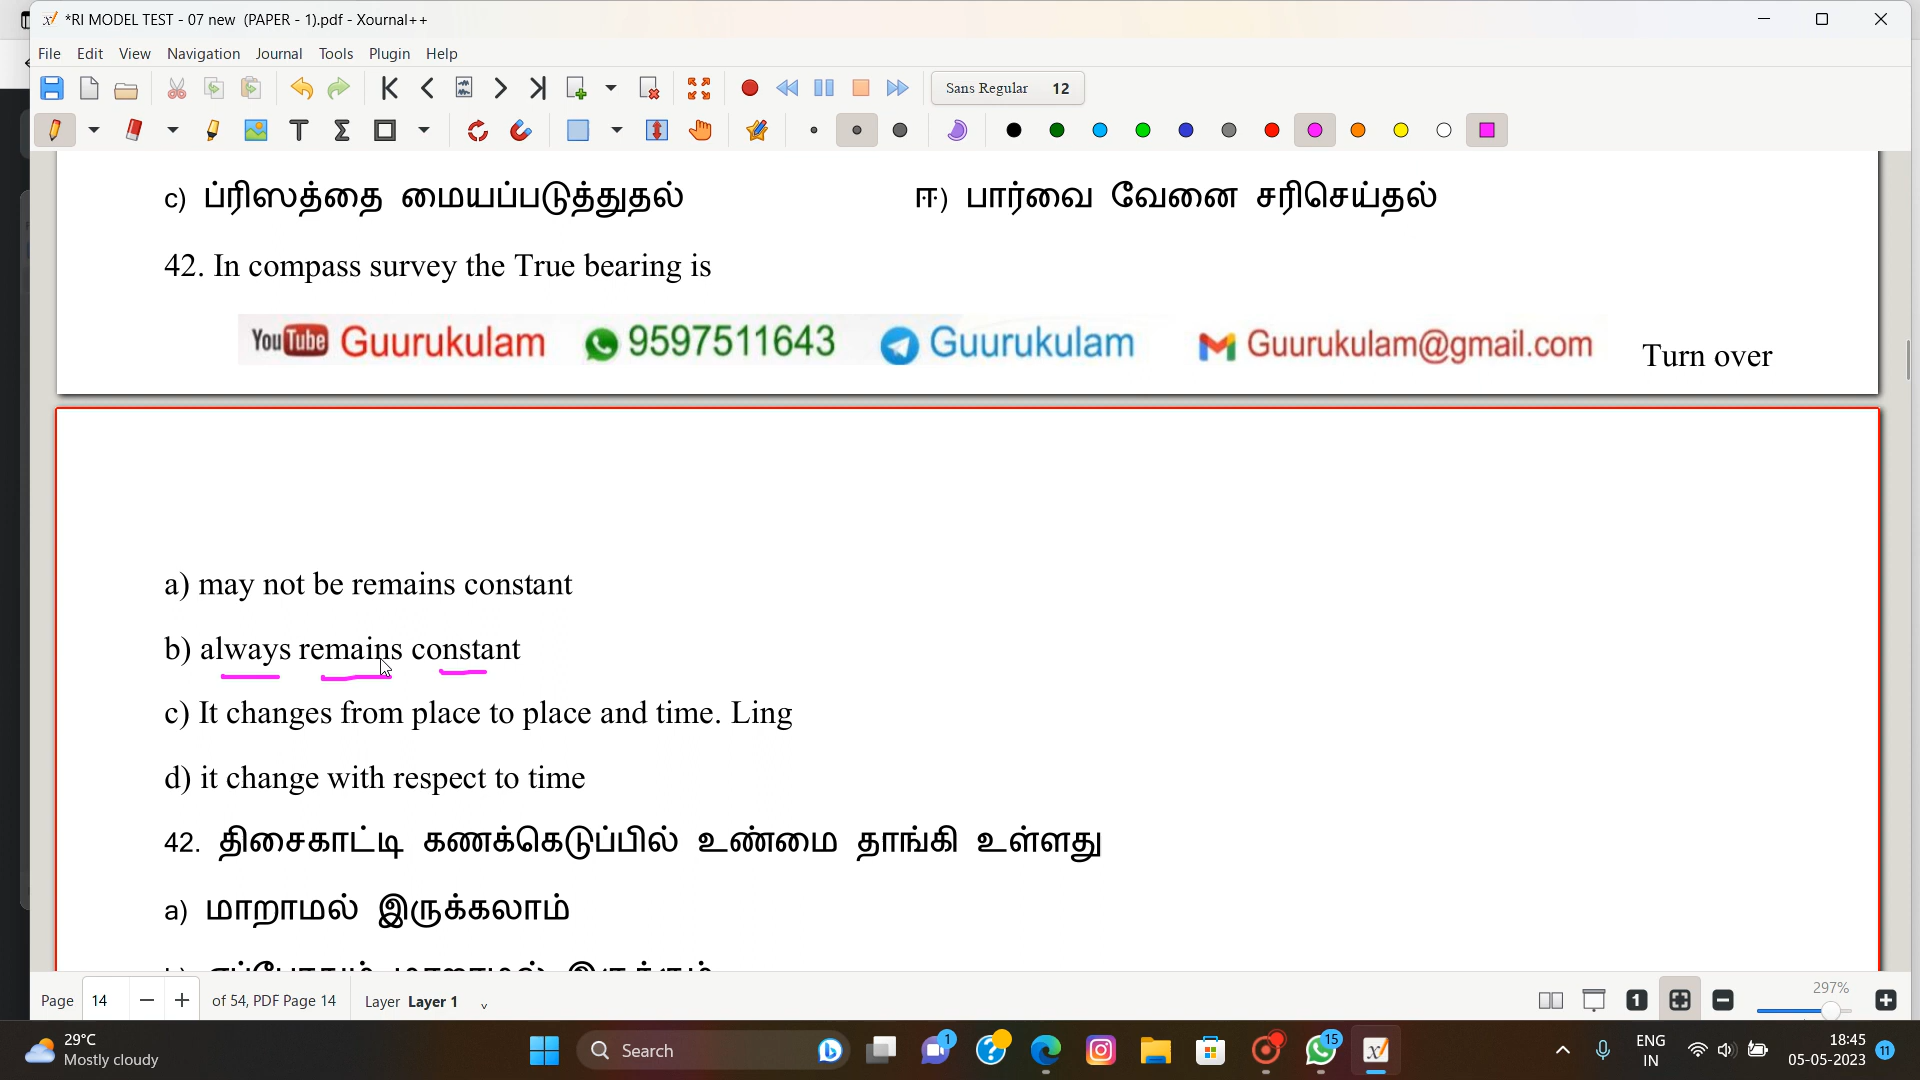 *RI MODEL TEST - 07 new (PAPER - 1).pdf - Xournal++
File Edit View Navigation Journal Tools Plugin Help
Sans Regular 12
c) ப்ரிஸத்தை மையப்படுத்துதல் ஈ) பார்வை வேனை சரிசெய்தல்
42. In compass survey the True bearing is
YouTube Guurukulam 9597511643 Guurukulam Guurukulam@gmail.com
Turn over
a) may not be remains constant
b) always remains constant
c) It changes from place to place and time. Ling
d) it change with respect to time
42. திசைகாட்டி கணக்கெடுப்பில் உண்மை தாங்கி உள்ளது
a) மாறாமல் இருக்கலாம்
Page 14 of 54, PDF Page 14 Layer Layer 1 297%
29°C
Mostly cloudy
Search
1
15
ENG
IN
18:45
05-05-2023
11